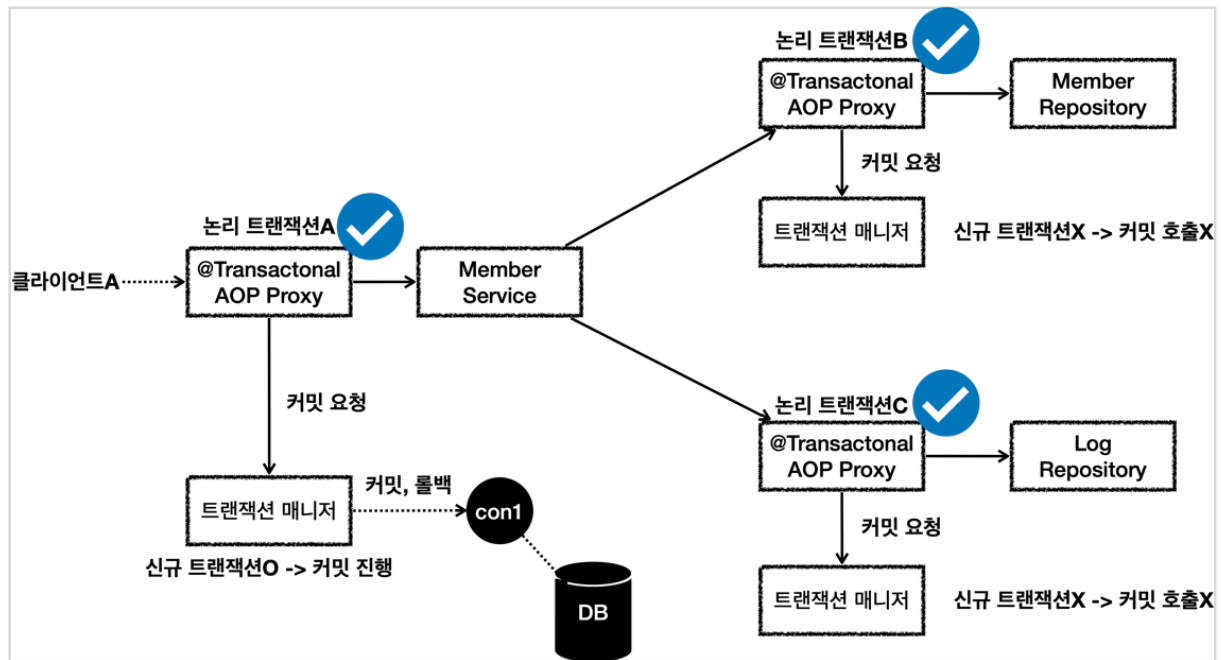 논리 트랜잭션B
@Transactonal
AOP Proxy
Member
Repository
커밋 요청
트랜잭션 매니저
신규 트랜잭션X -> 커밋 호출X
논리 트랜잭션A
클라이언트A
@Transactonal
AOP Proxy
Member
Service
커밋 요청
트랜잭션 매니저
커밋, 롤백
con1
신규 트랜잭션O -> 커밋 진행
DB
논리 트랜잭션C
@Transactonal
AOP Proxy
Log
Repository
커밋 요청
트랜잭션 매니저
신규 트랜잭션X -> 커밋 호출X